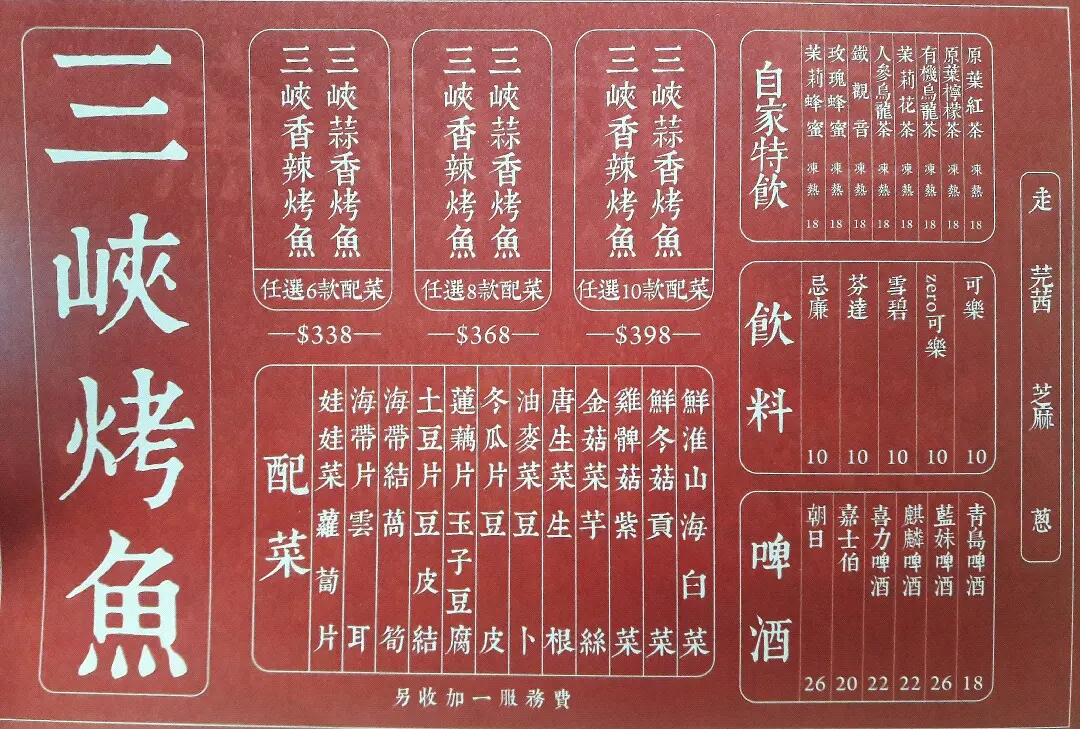 三峽烤魚
三峽香辣烤魚
三峽蒜香烤魚
任選6款配菜
—$338—
三峽香辣烤魚
三峽蒜香烤魚
任選8款配菜
—$368—
三峽香辣烤魚
三峽蒜香烤魚
任選10款配菜
—$398—
配菜
娃娃菜 蘿蔔片
海帶片 雲耳
海帶結 萵筍
土豆片 豆皮結
蓮藕片 玉子豆腐
冬瓜片 豆皮
油麥菜 豆卜
唐生菜 生根
金菇菜 芋絲
雞髀菇 紫菜
鮮冬菇 貢菜
鮮淮山 海白菜
另收加一服務費
自家特飲
茉莉蜂蜜 凍熱 18
玫瑰蜂蜜 凍熱 18
鐵觀音 凍熱 18
人參烏龍茶 凍熱 18
茉莉花茶 凍熱 18
有機烏龍茶 凍熱 18
原葉檸檬茶 凍熱 18
原葉紅茶 凍熱 18
飲料
忌廉 10
芬達 10
雪碧 10
zero可樂 10
可樂 10
啤酒
朝日 26
嘉士伯 20
喜力啤酒 22
麒麟啤酒 22
藍妹啤酒 26
青島啤酒 18
走 芫茜 芝麻 蔥